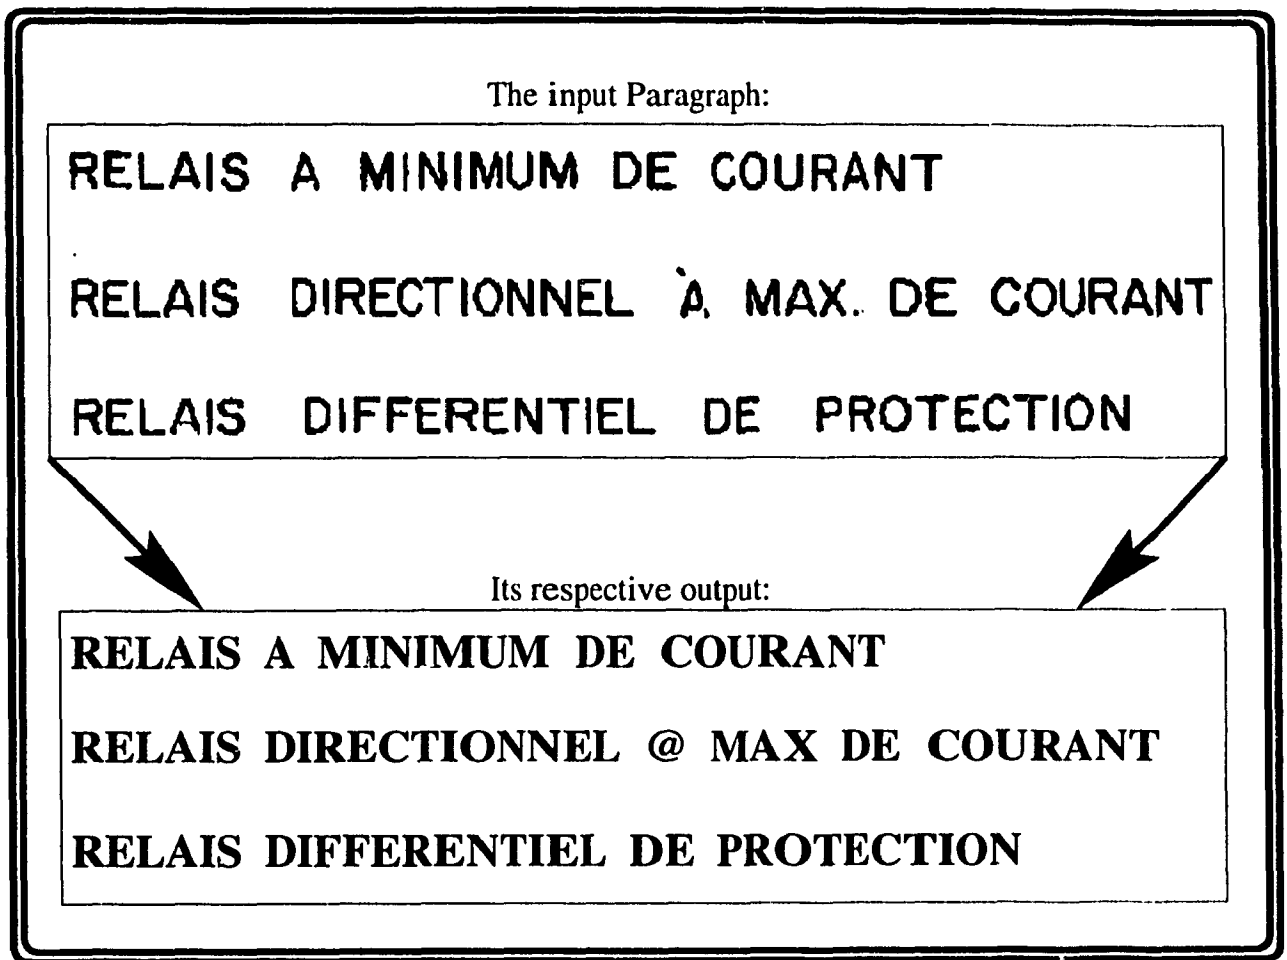 The input Paragraph:
RELAIS A MINIMUM DE COURANT
RELAIS DIRECTIONNEL À MAX. DE COURANT
RELAIS DIFFERENTIEL DE PROTECTION
Its respective output:
RELAIS A MINIMUM DE COURANT
RELAIS DIRECTIONNEL @ MAX DE COURANT
RELAIS DIFFERENTIEL DE PROTECTION